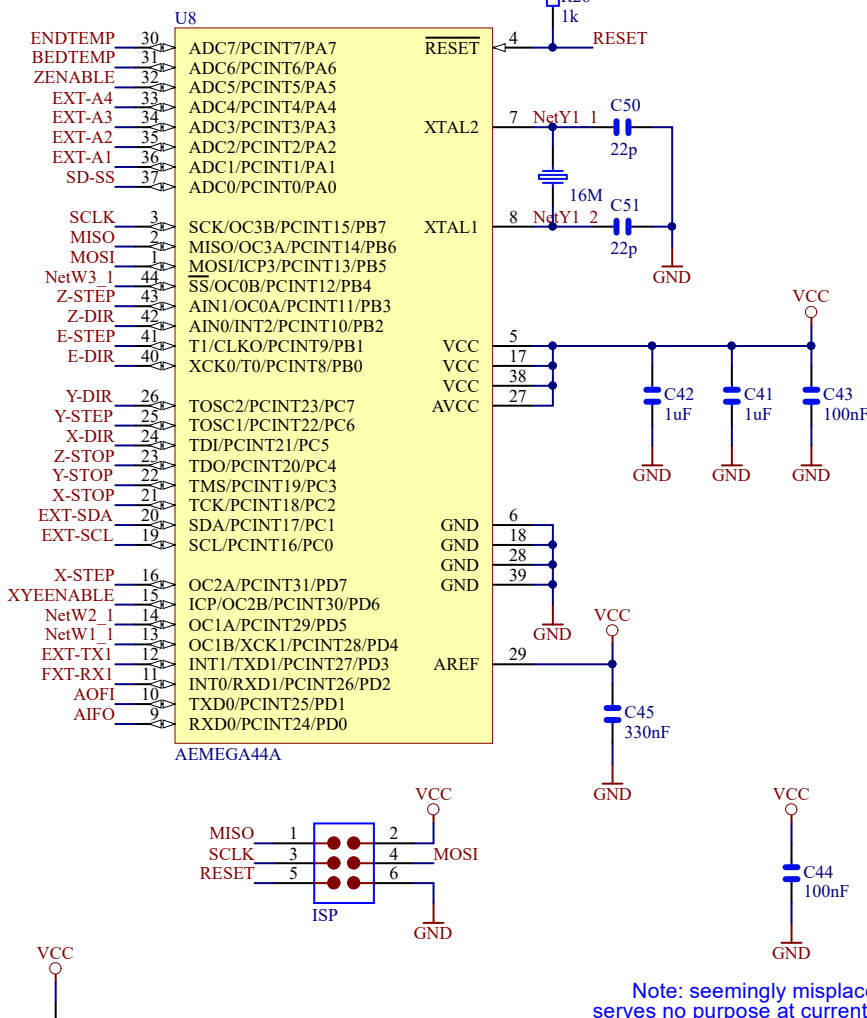 U8
1k
ENDTEMP 30 ADC7/PCINT7/PA7
BEDTEMP 31 ADC6/PCINT6/PA6
ZENABLE 32 ADC5/PCINT5/PA5
EXT-A4 33 ADC4/PCINT4/PA4
EXT-A3 34 ADC3/PCINT3/PA3
EXT-A2 35 ADC2/PCINT2/PA2
EXT-A1 36 ADC1/PCINT1/PA1
SD-SS 37 ADC0/PCINT0/PA0
SCLK 3 SCK/OC3B/PCINT15/PB7
MISO 2 MISO/OC3A/PCINT14/PB6
MOSI 1 MOSI/ICP3/PCINT13/PB5
NetW3_1 44 SS/OC0B/PCINT12/PB4
Z-STEP 43 AIN1/OC0A/PCINT11/PB3
Z-DIR 42 AIN0/INT2/PCINT10/PB2
E-STEP 41 T1/CLKO/PCINT9/PB1
E-DIR 40 XCK0/T0/PCINT8/PB0
Y-DIR 26 TOSC2/PCINT23/PC7
Y-STEP 25 TOSC1/PCINT22/PC6
X-DIR 24 TDI/PCINT21/PC5
Z-STOP 23 TDO/PCINT20/PC4
Y-STOP 22 TMS/PCINT19/PC3
X-STOP 21 TCK/PCINT18/PC2
EXT-SDA 20 SDA/PCINT17/PC1
EXT-SCL 19 SCL/PCINT16/PC0
X-STEP 16 OC2A/PCINT31/PD7
XYEENABLE 15 ICP/OC2B/PCINT30/PD6
NetW2_1 14 OC1A/PCINT29/PD5
NetW1_1 13 OC1B/XCK1/PCINT28/PD4
EXT-TX1 12 INT1/TXD1/PCINT27/PD3
FXT-RX1 11 INT0/RXD1/PCINT26/PD2
AOFI 10 TXD0/PCINT25/PD1
AIFO 9 RXD0/PCINT24/PD0
AEMEGA44A
RESET 4 RESET
XTAL2 7 NetY1_1 C50
22p
16M
XTAL1 8 NetY1_2 C51
22p
GND
VCC
VCC 5
VCC 17
VCC 38
AVCC 27
C42
1uF
GND
C41
1uF
GND
C43
100nF
GND
GND 6
GND 18
GND 28
GND 39
GND
VCC
AREF 29
C45
330nF
GND
VCC
MISO 1 2
SCLK 3 4 MOSI
RESET 5 6
ISP
GND
VCC
C44
100nF
GND
VCC
Note: seemingly
serves no purpose at current